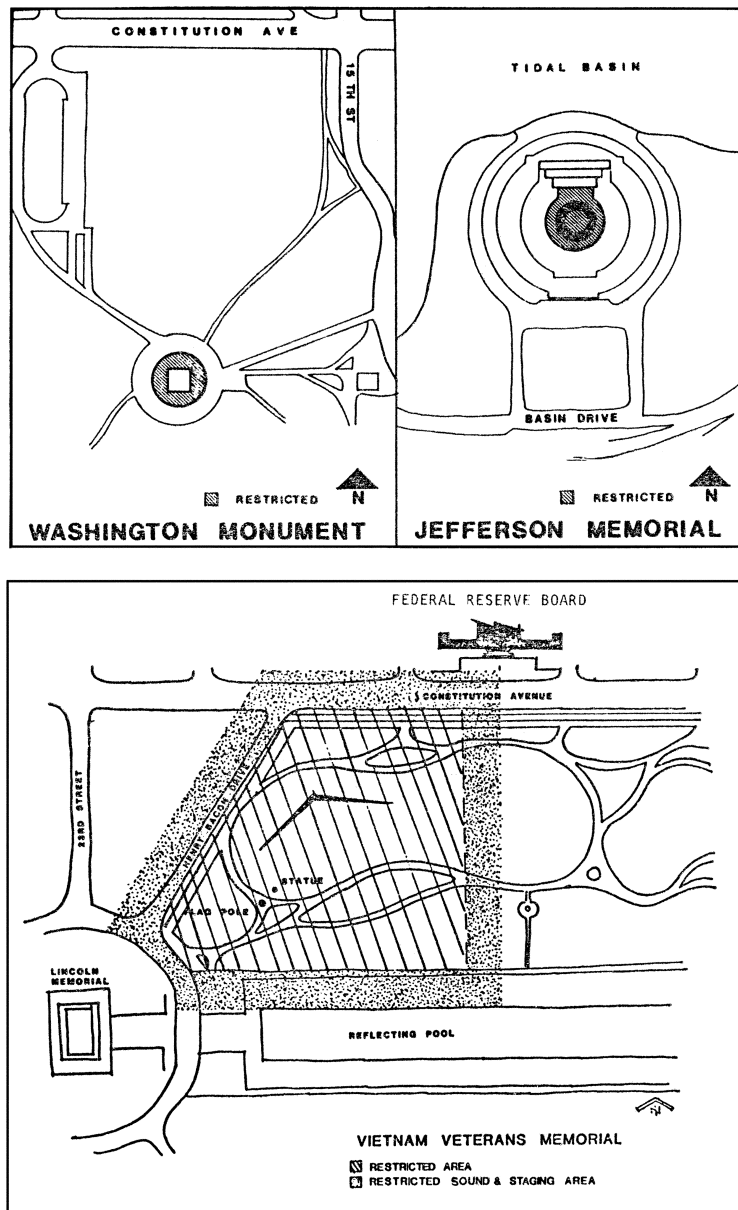 CONSTITUTION AVE
15 TH ST
RESTRICTED
N
WASHINGTON MONUMENT
TIDAL BASIN
BASIN DRIVE
RESTRICTED
N
JEFFERSON MEMORIAL
FEDERAL RESERVE BOARD
CONSTITUTION AVENUE
23RD STREET
HENRY BACON DRIVE
STATUE
FLAG POLE
LINCOLN
MEMORIAL
REFLECTING POOL
VIETNAM VETERANS MEMORIAL
RESTRICTED AREA
RESTRICTED SOUND & STAGING AREA